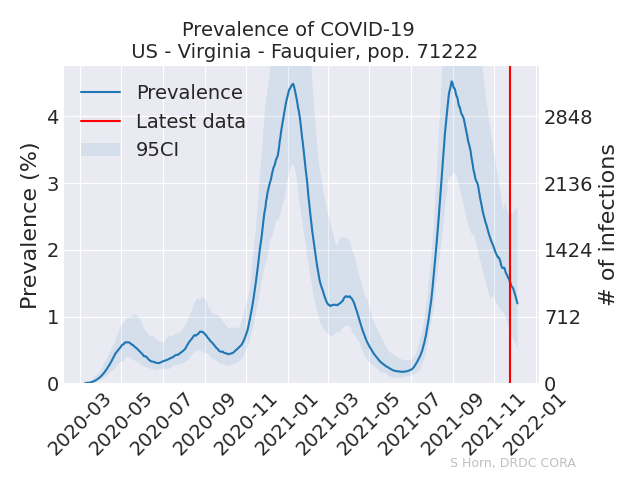 Prevalence of COVID-19
US - Virginia - Fauquier, pop. 71222
Prevalence
Latest data
95CI
Prevalence (%)
4
3
2
1
0
# of infections
2848
2136
1424
712
0
2020-03
2020-05
2020-07
2020-09
2020-11
2021-01
2021-03
2021-05
2021-07
2021-09
2021-11
2022-01
S Horn, DRDC CORA